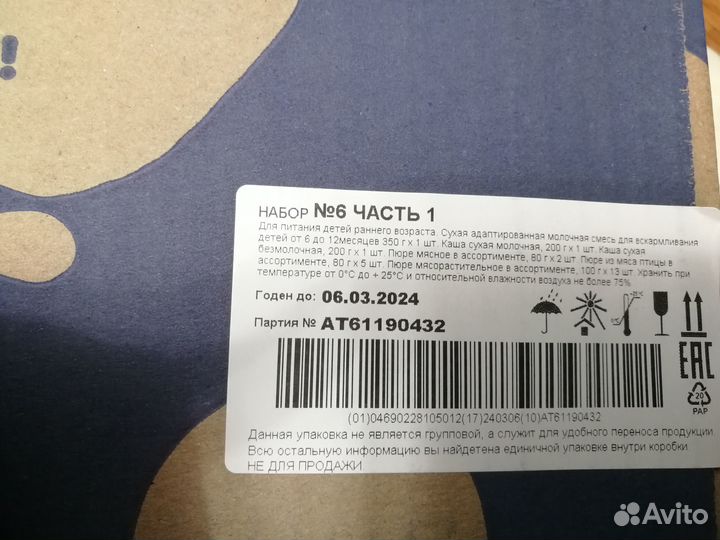 !
НАБОР №6 ЧАСТЬ 1
Для питания детей раннего возраста. Сухая адаптированная молочная смесь для вскармливания
детей от 6 до 12месяцев 350 г х 1 шт. Каша сухая молочная, 200 г х 1 шт. Каша сухая
безмолочная, 200 г х 1 шт. Пюре мясное в ассортименте, 80 г х 2 шт. Пюре из мяса птицы в
ассортименте, 80 г х 5 шт. Пюре мясорастительное в ассортименте, 100 г х 13 шт. Хранить при
температуре от 0°С до + 25°С и относительной влажности воздуха не более 75%.
Годен до: 06.03.2024
Партия № АТ61190432
EAC
20
PAP
(01)04690228105012(17)240306(10)AT61190432
Данная упаковка не является групповой, а служит для удобного переноса продукции.
Всю остальную информацию вы найдете на единичной упаковке внутри коробки
НЕ ДЛЯ ПРОДАЖИ
Avito